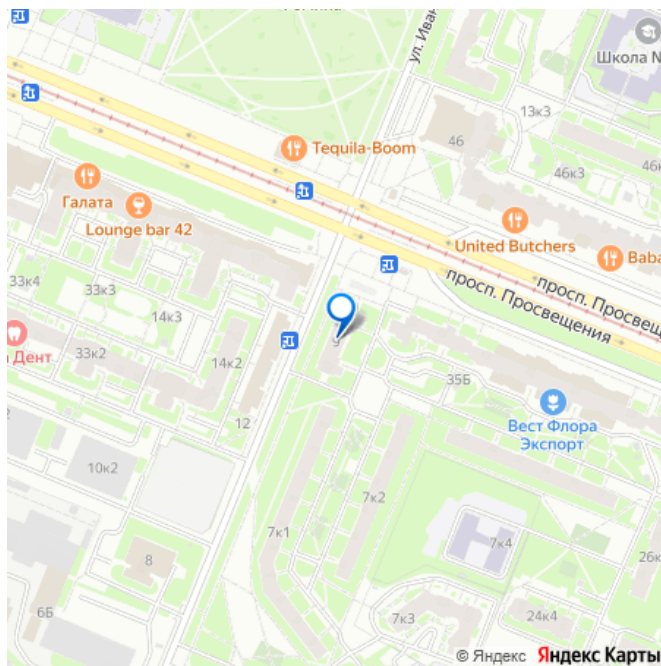 ул. Иван
Школа N
13к3
46
46к3
Tequila-Boom
Галата
Lounge bar 42
United Butchers
Baba
просп. Просвещения
просп. Просвещ
33к4
33к3
14к3
33к2
14к2
а Дент
9
35Б
Вест Флора
Экспорт
12
10к2
7к2
7к1
7к4
8
26к
6Б
7к3
24к4
© Яндекс Яндекс Карты